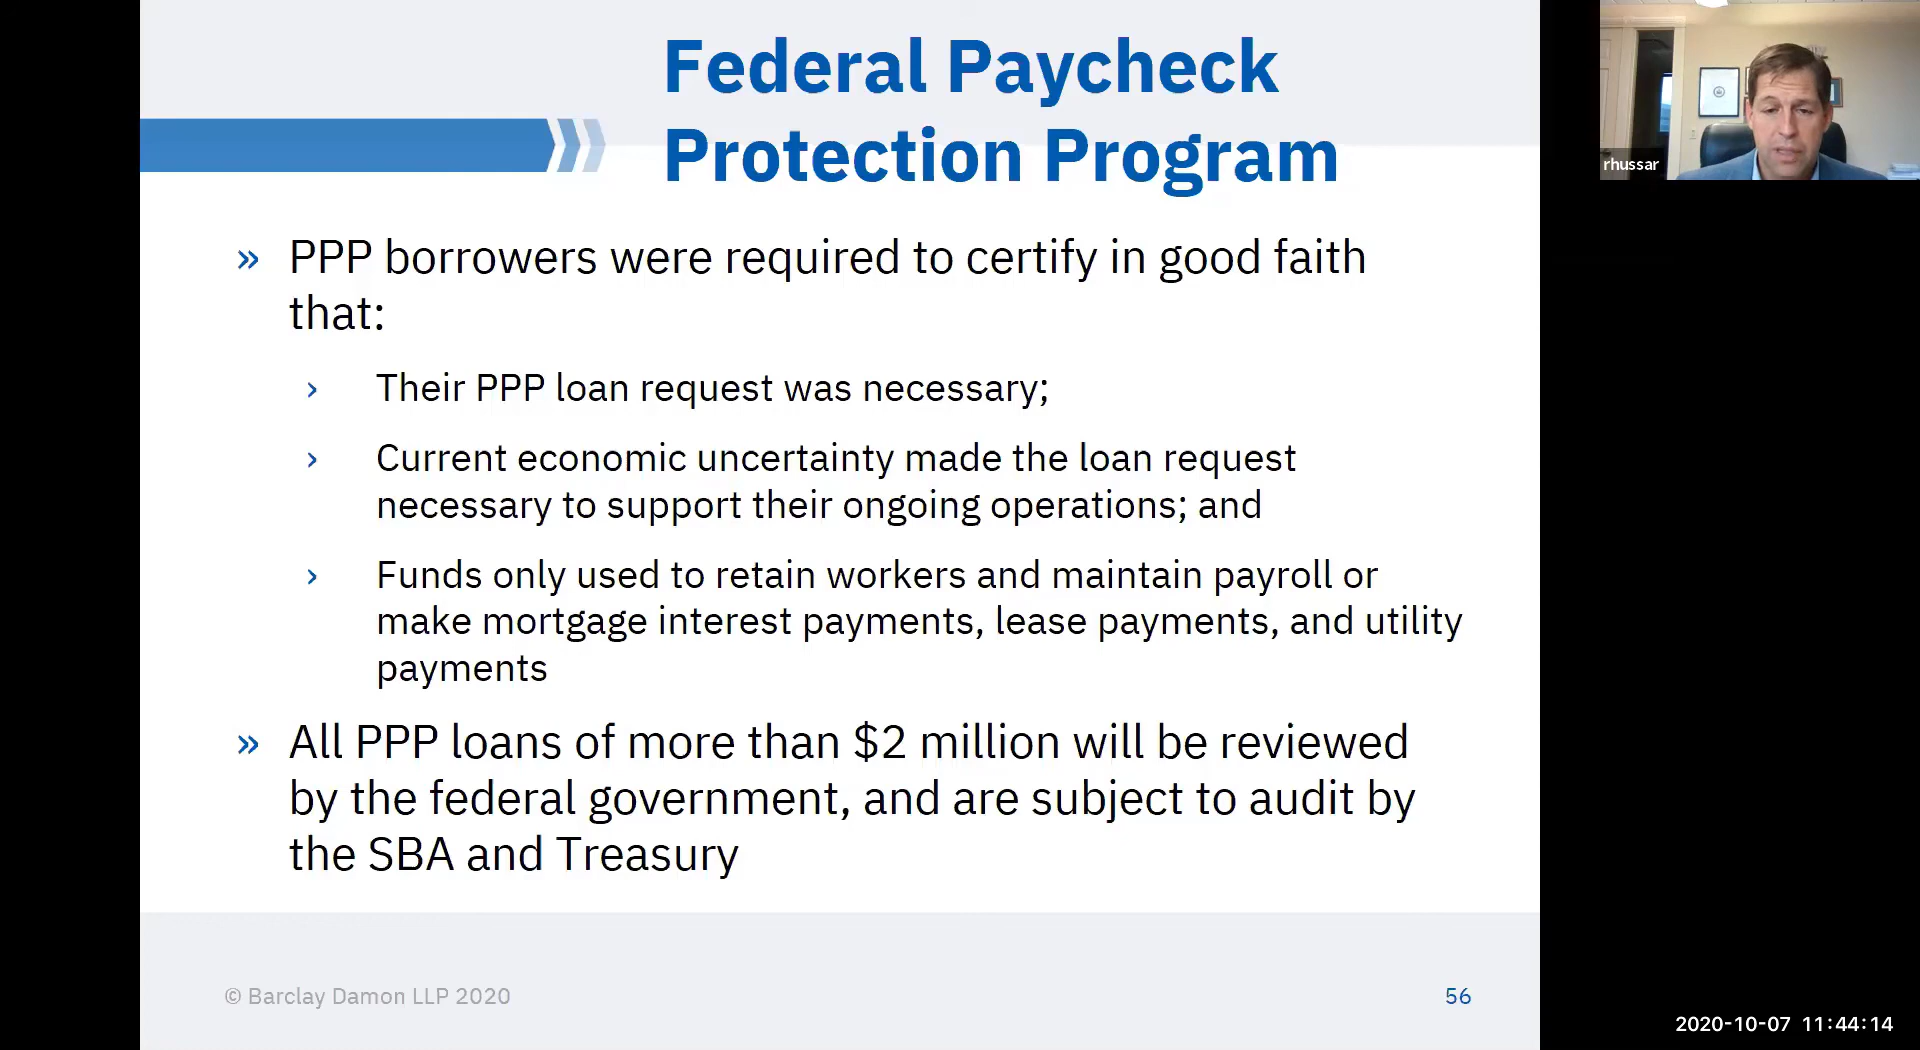 Federal Paycheck
Protection Program
rhussar
» PPP borrowers were required to certify in good faith
that:
› Their PPP loan request was necessary;
› Current economic uncertainty made the loan request
necessary to support their ongoing operations; and
› Funds only used to retain workers and maintain payroll or
make mortgage interest payments, lease payments, and utility
payments
» All PPP loans of more than $2 million will be reviewed
by the federal government, and are subject to audit by
the SBA and Treasury
© Barclay Damon LLP 2020
56
2020-10-07 11:44:14